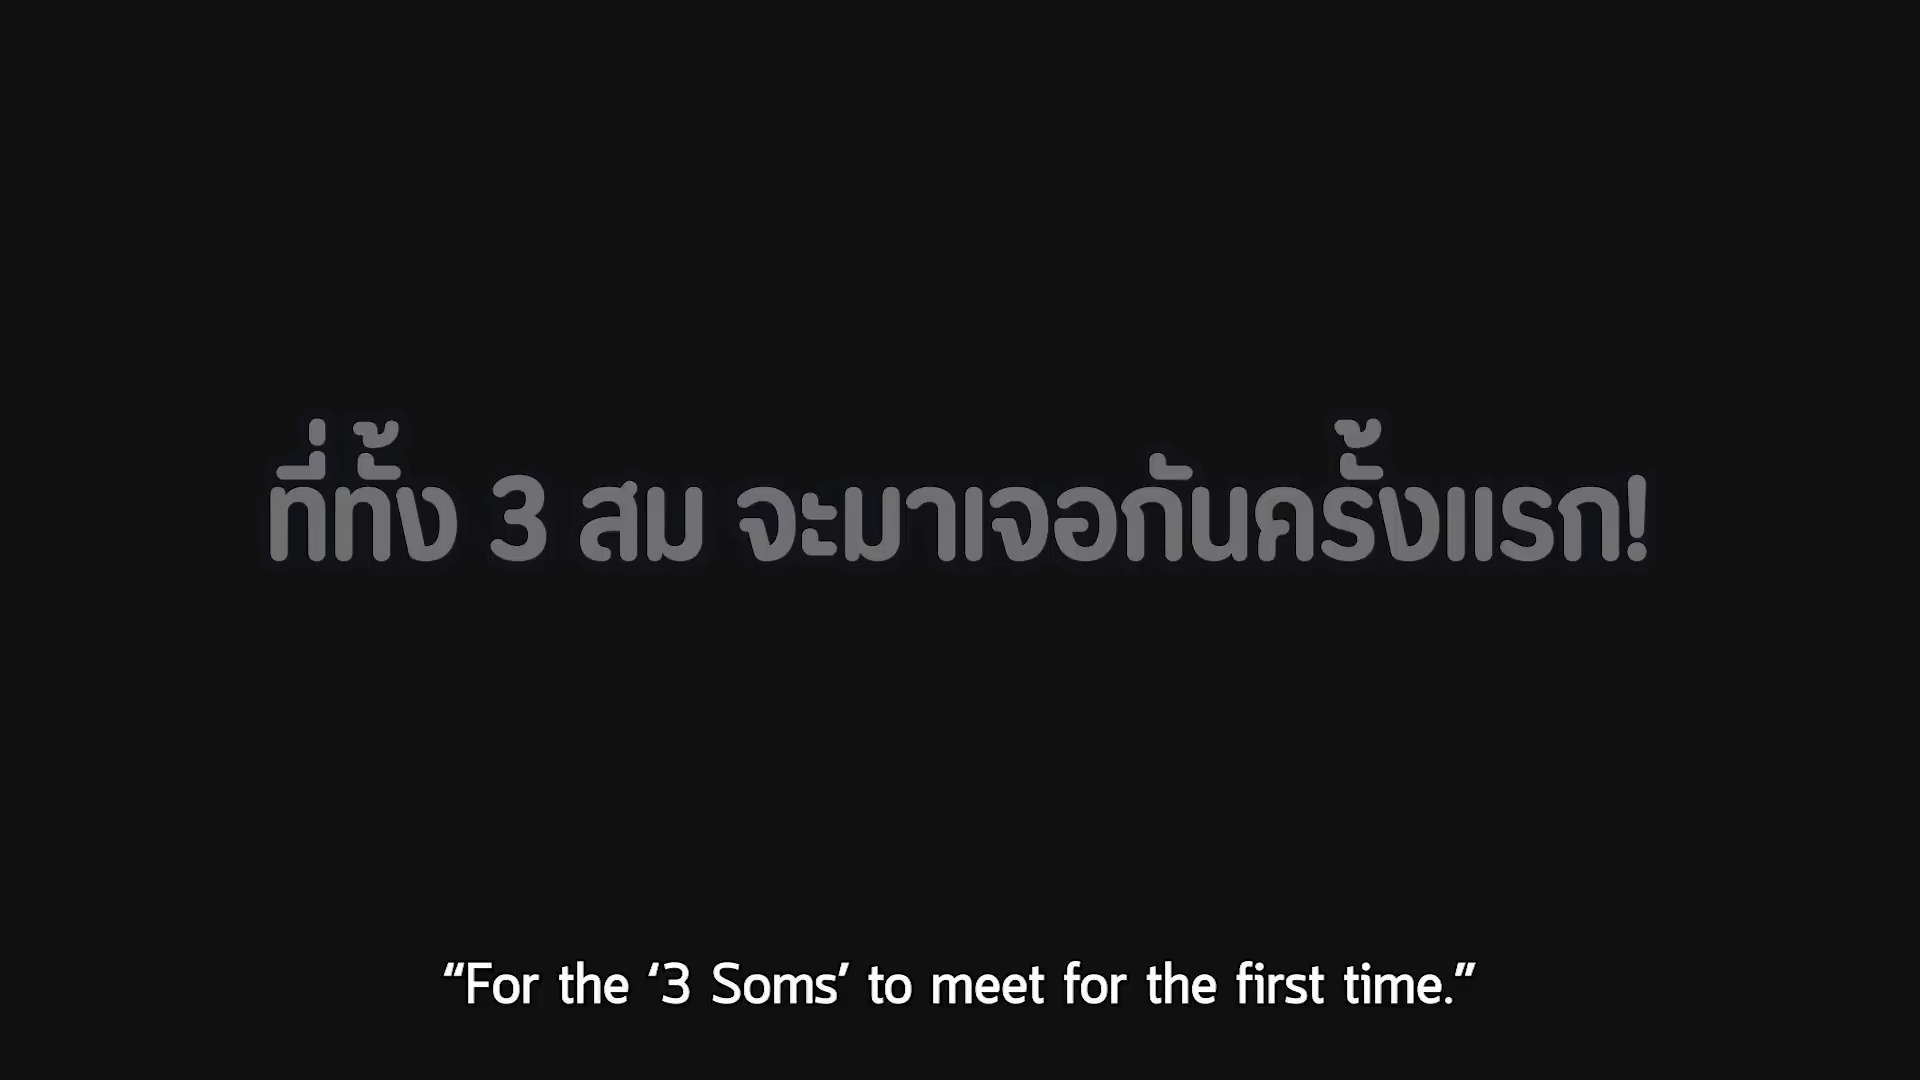 ที่ทั้ง 3 สม จะมาเจอกันครั้งแรก!
“For the ‘3 Soms’ to meet for the first time.”